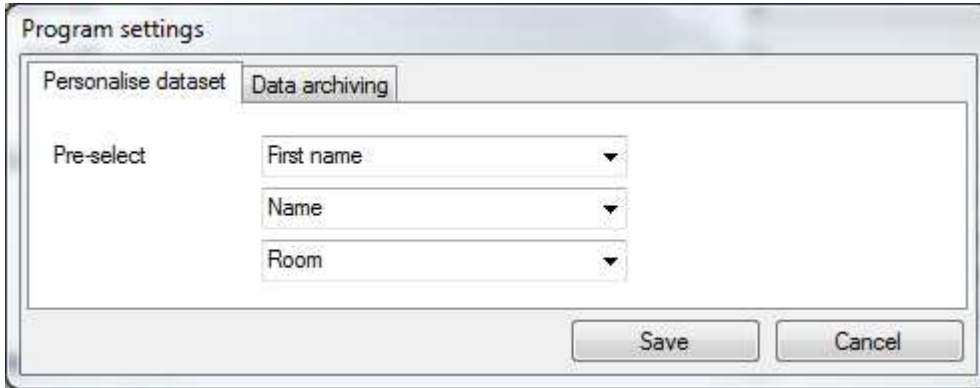 Program settings
Personalise dataset Data archiving
Pre-select First name
Name
Room
Save Cancel